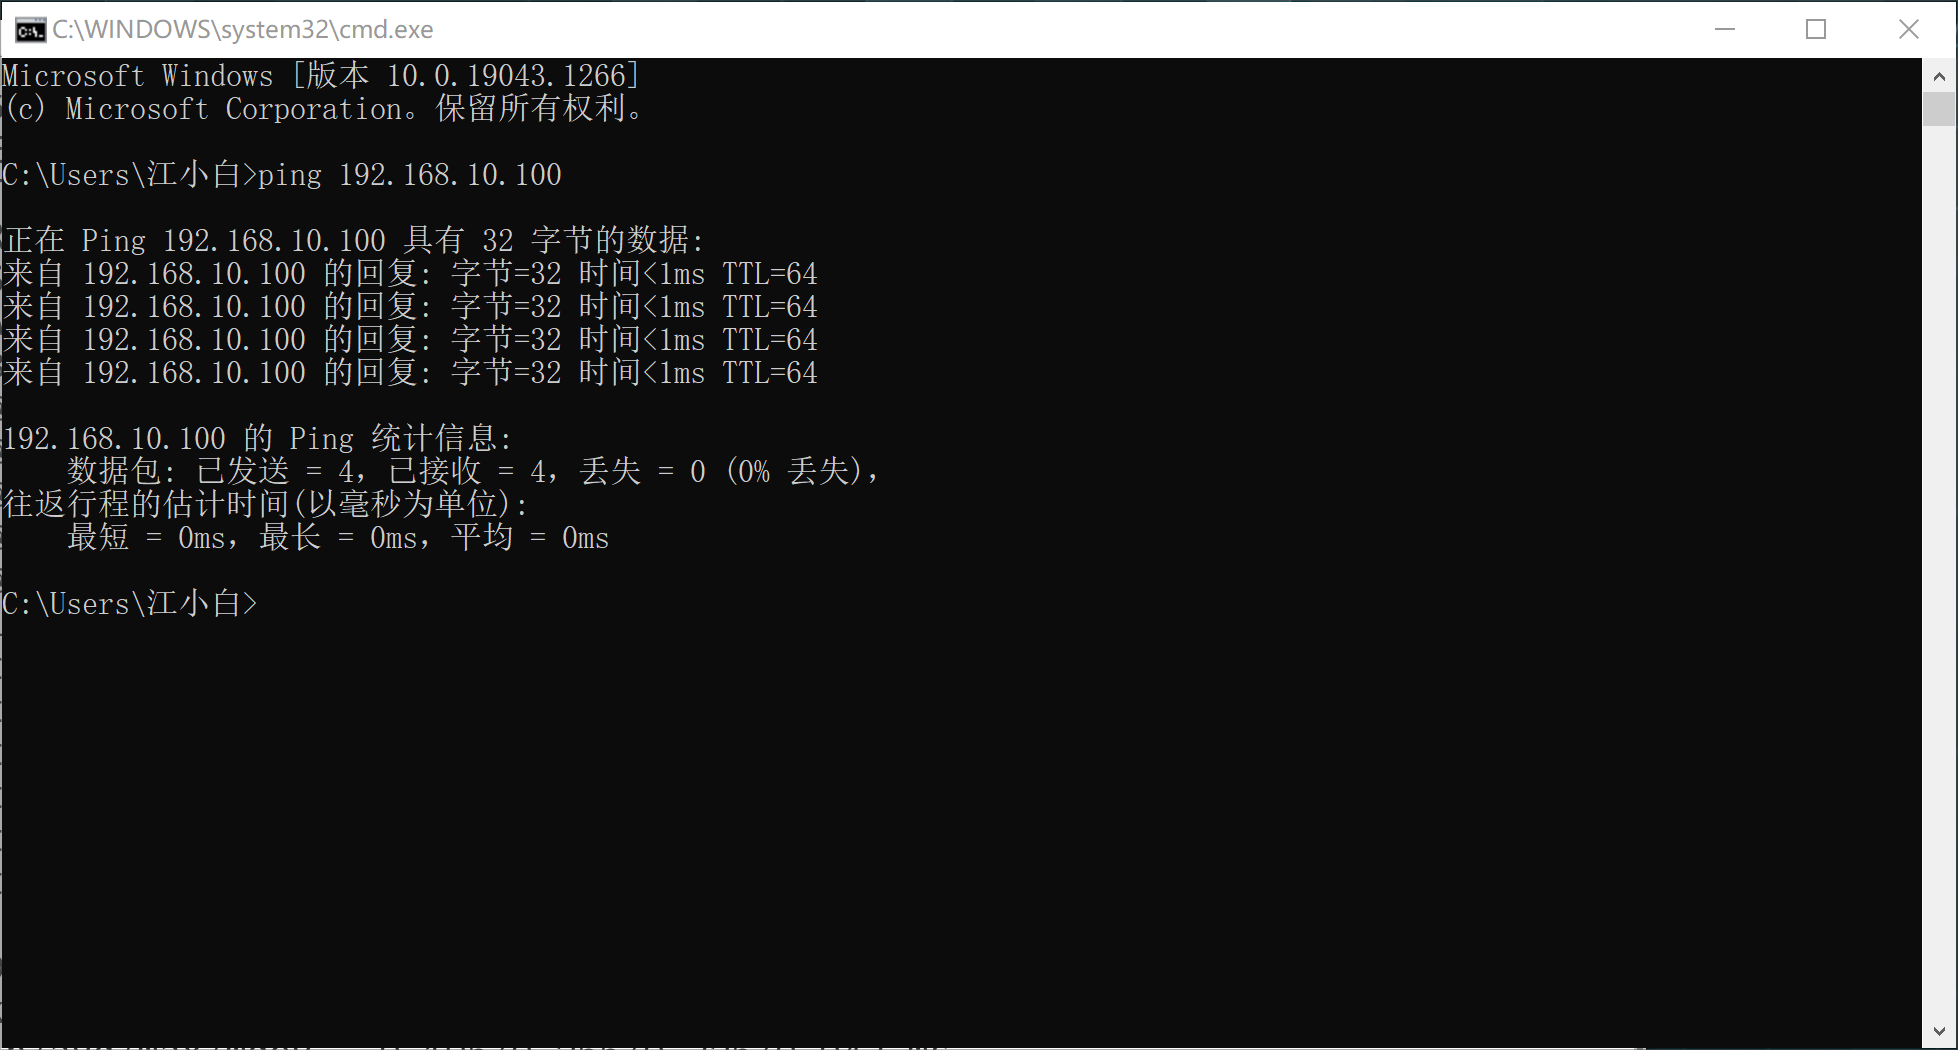 C:\WINDOWS\system32\cmd.exe
Microsoft Windows [版本 10.0.19043.1266]
(c) Microsoft Corporation。保留所有权利。
C:\Users\江小白>ping 192.168.10.100
正在 Ping 192.168.10.100 具有 32 字节的数据:
来自 192.168.10.100 的回复: 字节=32 时间<1ms TTL=64
来自 192.168.10.100 的回复: 字节=32 时间<1ms TTL=64
来自 192.168.10.100 的回复: 字节=32 时间<1ms TTL=64
来自 192.168.10.100 的回复: 字节=32 时间<1ms TTL=64
192.168.10.100 的 Ping 统计信息:
数据包: 已发送 = 4，已接收 = 4，丢失 = 0 (0% 丢失)，
往返行程的估计时间(以毫秒为单位):
最短 = 0ms，最长 = 0ms，平均 = 0ms
C:\Users\江小白>